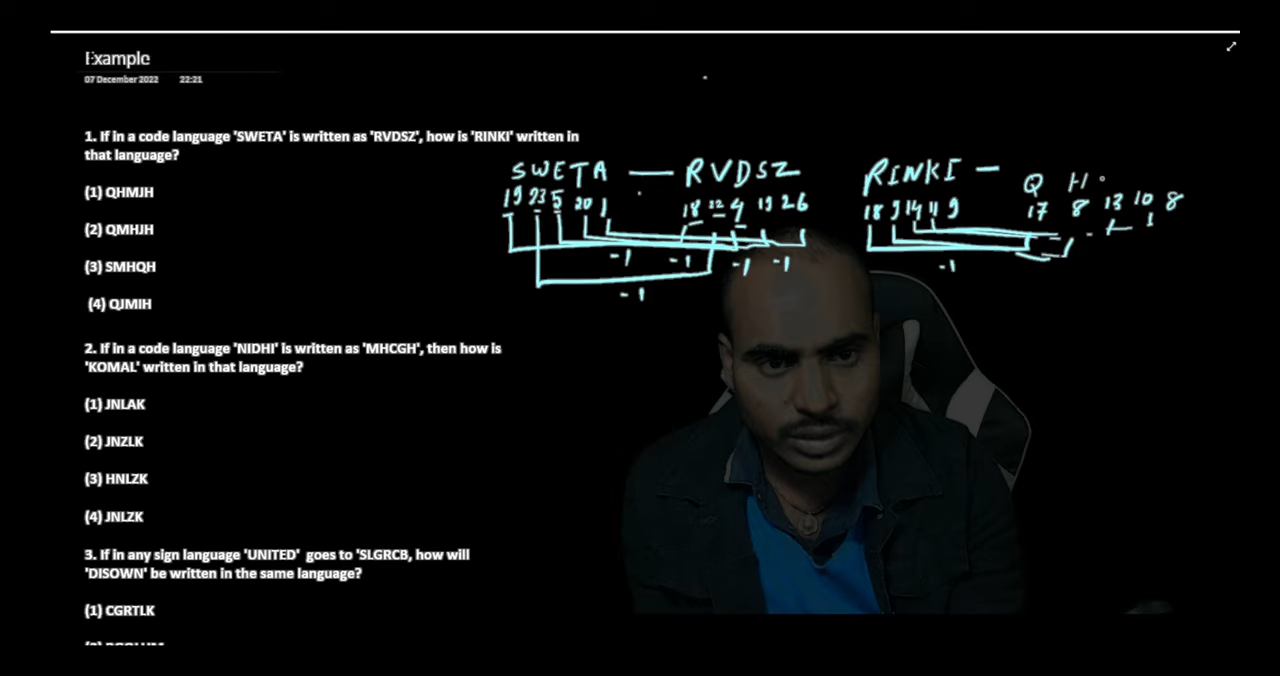 Example
07 December 2022 22:21
1. If in a code language 'SWETA' is written as 'RVDSZ', how is 'RINKI' written in
that language?
(1) QHMJH
(2) QMHJH
(3) SMHQH
(4) QJMIH
2. If in a code language 'NIDHI' is written as 'MHCGH', then how is
'KOMAL' written in that language?
(1) JNLAK
(2) JNZLK
(3) HNLZK
(4) JNLZK
3. If in any sign language 'UNITED' goes to 'SLGRCB, how will
'DISOWN' be written in the same language?
(1) CGRTLK
SWETA — RVDSZ
19 23 5 20 1 18 22 4 19 26
-1 -1 -1 -1
-1
RINKI - Q H
18 9 14 11 9 17 8 13 10 8
-1